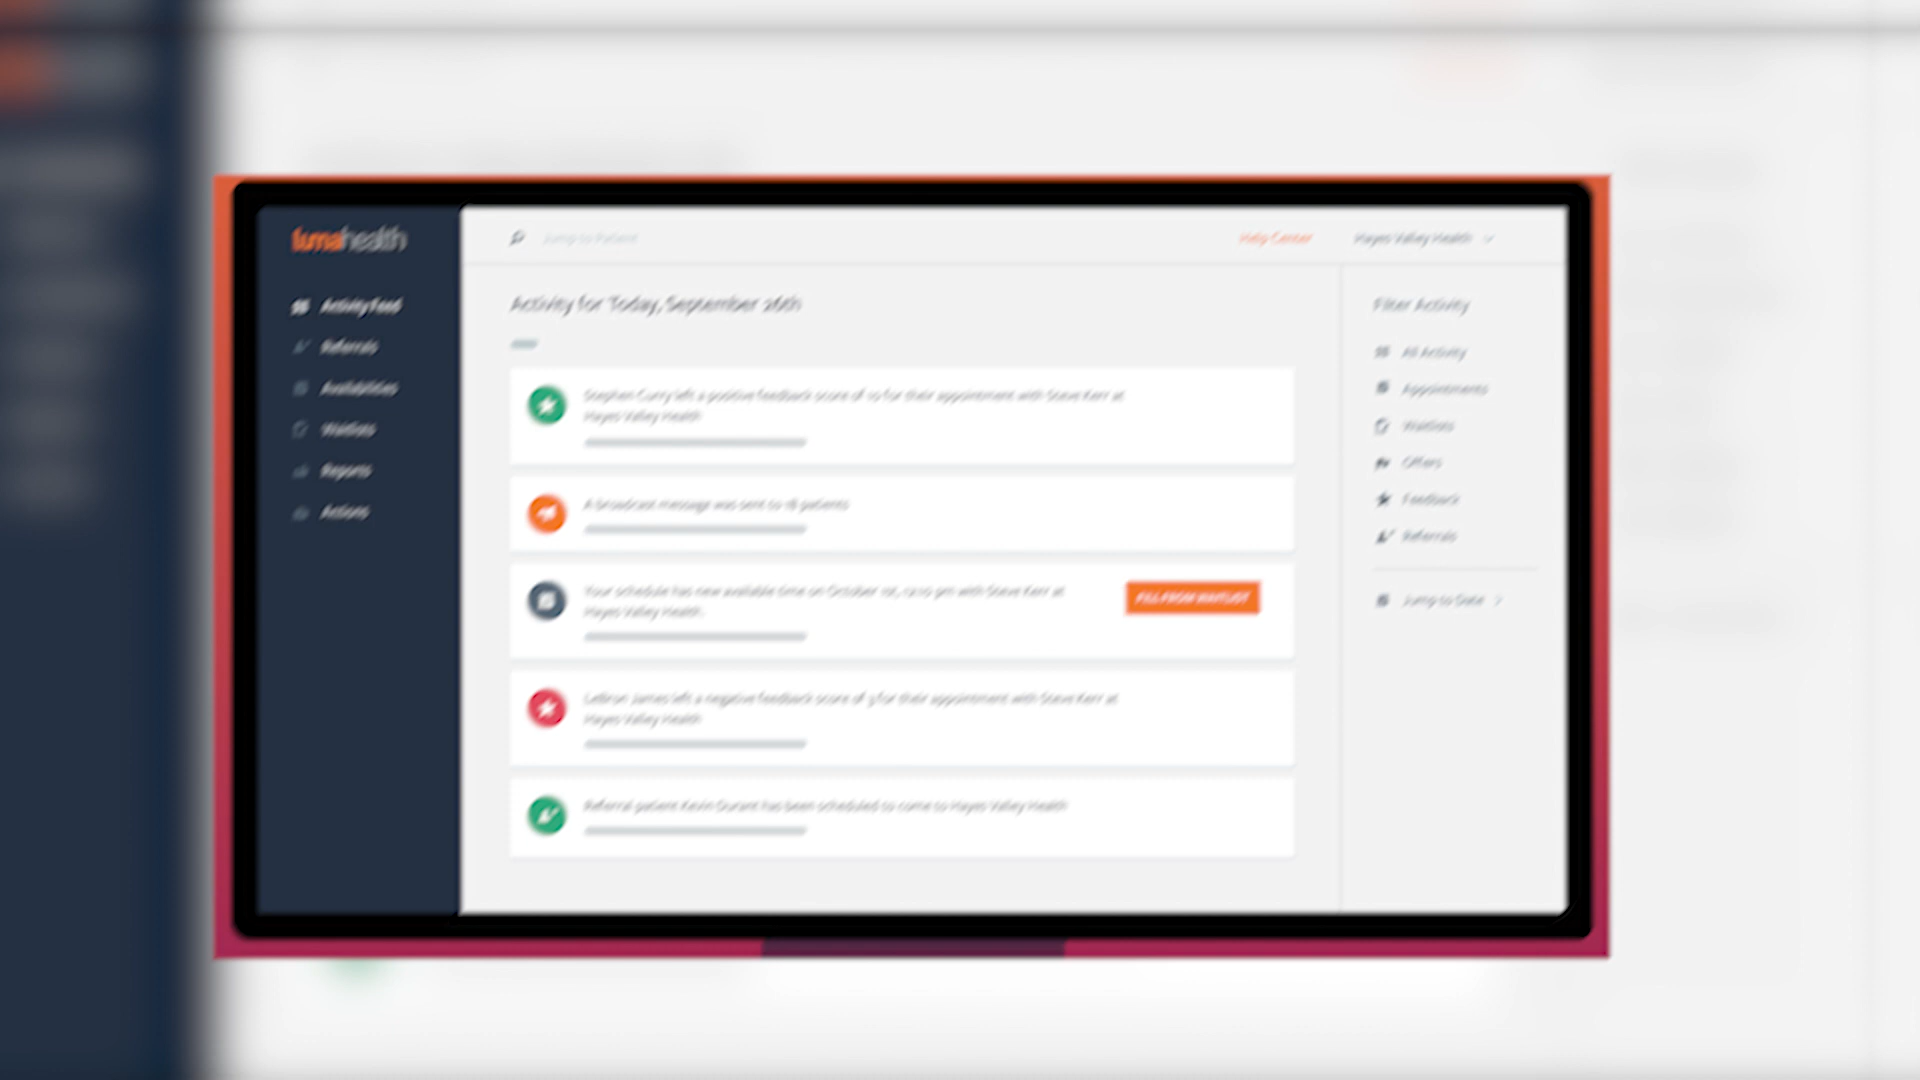 lumahealth
Jump to Patient
Help Center
Hayes Valley Health
Activity Feed
Referrals
Availabilities
Waitlists
Reports
Actions
Activity for Today, September 26th
Stephen Curry left a positive feedback score of 10 for their appointment with Steve Kerr at
Hayes Valley Health
A broadcast message was sent to 18 patients
Your schedule has new available time on October 1st, 12:10 pm with Steve Kerr at
Hayes Valley Health.
FILL FROM WAITLIST
LeBron James left a negative feedback score of 3 for their appointment with Steve Kerr at
Hayes Valley Health
Referral patient Kevin Durant has been scheduled to come to Hayes Valley Health
Filter Activity
All Activity
Appointments
Waitlists
Offers
Feedback
Referrals
Jump to Date